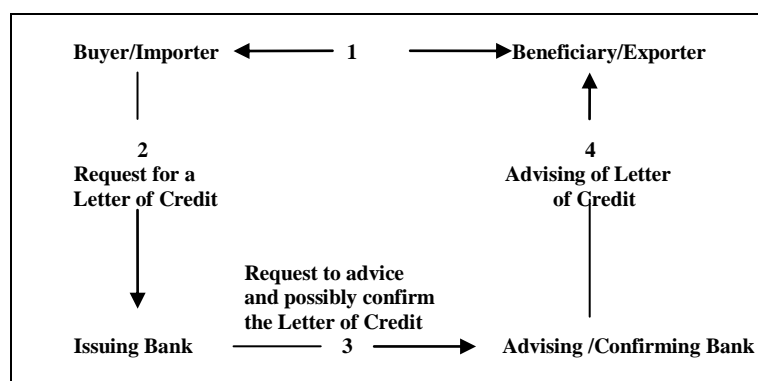 Buyer/Importer 1 Beneficiary/Exporter
2
Request for a
Letter of Credit
4
Advising of Letter
of Credit
Request to advice
and possibly confirm
the Letter of Credit
Issuing Bank 3 Advising /Confirming Bank